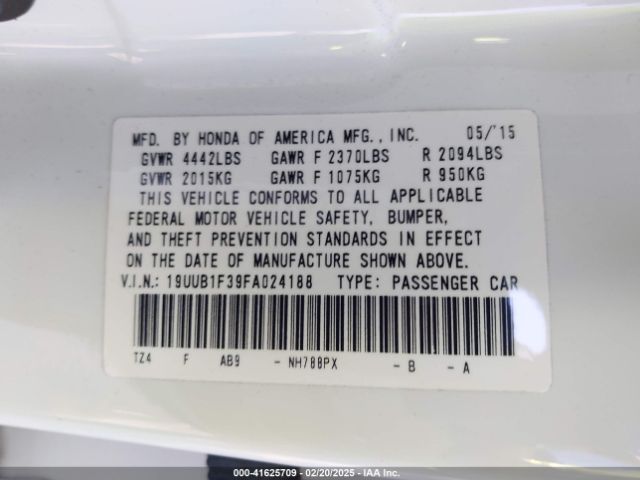 MFD. BY HONDA OF AMERICA MFG., INC. 05/'15
GVWR 4442LBS GAWR F 2370LBS R 2094LBS
GVWR 2015KG GAWR F 1075KG R 950KG
THIS VEHICLE CONFORMS TO ALL APPLICABLE
FEDERAL MOTOR VEHICLE SAFETY, BUMPER,
AND THEFT PREVENTION STANDARDS IN EFFECT
ON THE DATE OF MANUFACTURE SHOWN ABOVE.
V.I.N.: 19UUB1F39FA024188 TYPE: PASSENGER CAR
TZ4 F AB9 - NH788PX - B - A
000-41625709 - 02/20/2025 - IAA Inc.